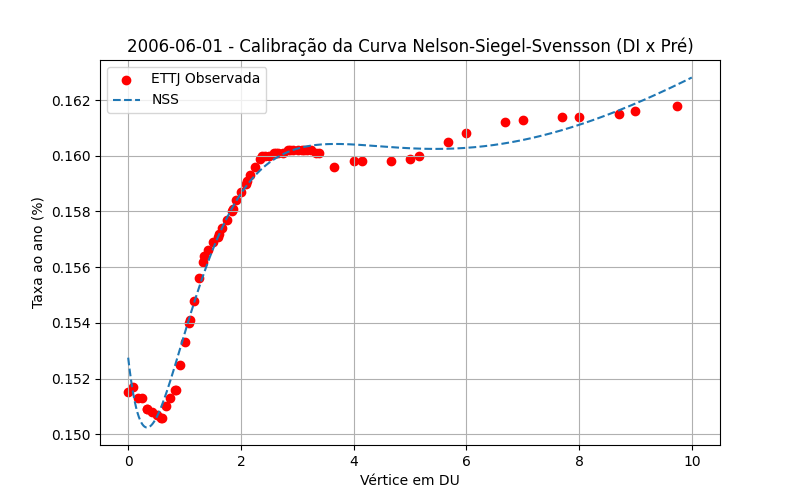 2006-06-01 - Calibração da Curva Nelson-Siegel-Svensson (DI x Pré)
ETTJ Observada
NSS
Taxa ao ano (%)
0.162
0.160
0.158
0.156
0.154
0.152
0.150
0 2 4 6 8 10
Vértice em DU